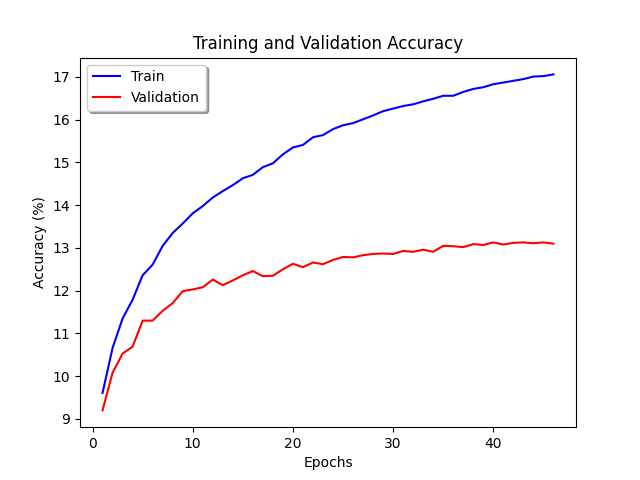 Training and Validation Accuracy
Train
Validation
17
16
15
14
13
12
11
10
9
Accuracy (%)
0
10
20
30
40
Epochs